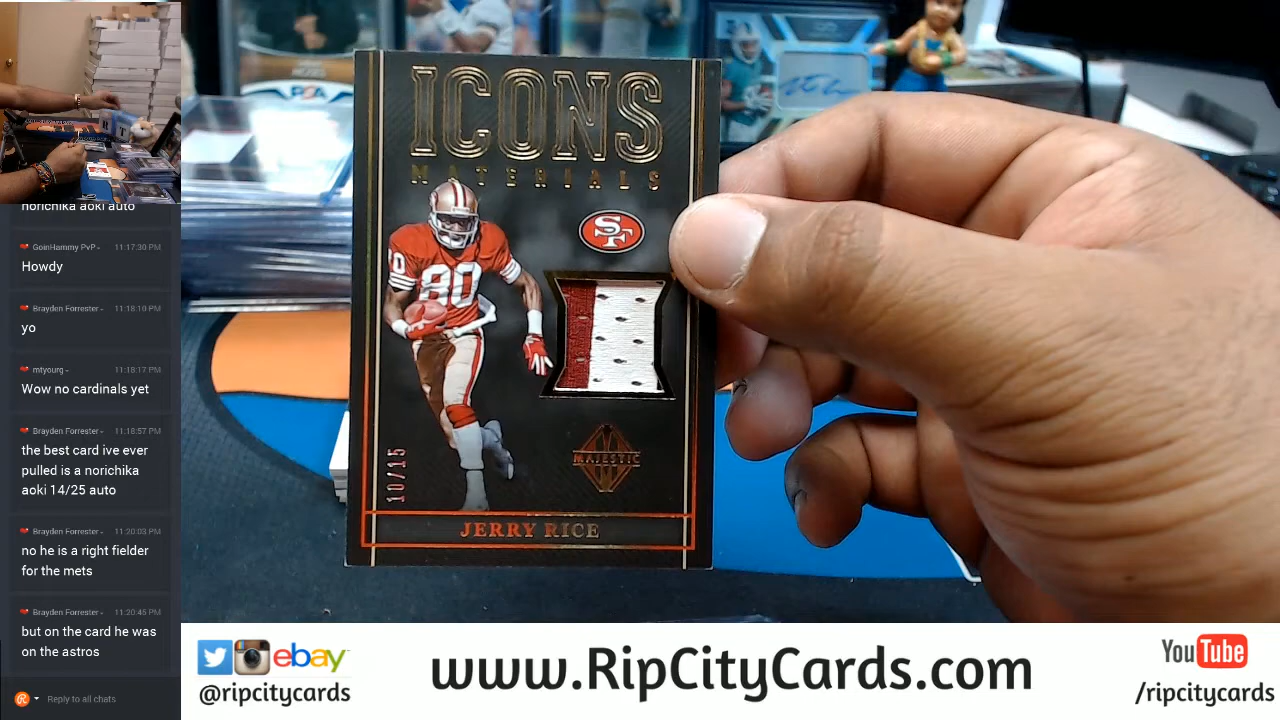 norichika aoki auto
GoinHammy PvP - 11:17:30 PM
Howdy
Brayden Forrester - 11:18:10 PM
yo
mtyourg - 11:18:17 PM
Wow no cardinals yet
Brayden Forrester - 11:18:57 PM
the best card ive ever
pulled is a norichika
aoki 14/25 auto
Brayden Forrester - 11:20:03 PM
no he is a right fielder
for the mets
Brayden Forrester - 11:20:45 PM
but on the card he was
on the astros
Reply to all chats
PSA
ICONS
MATERIALS
SF
80
80
MAJESTIC
10/15
JERRY RICE
ebay
@ripcitycards
www.RipCityCards.com
YouTube
/ripcitycards